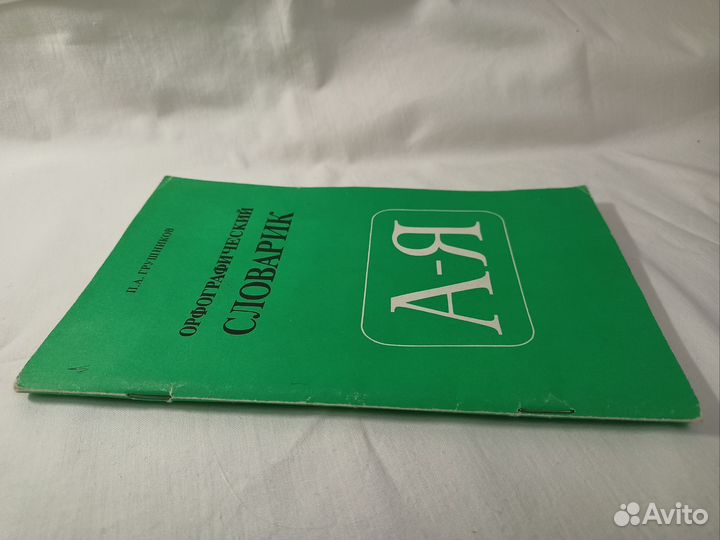 П.А. ГРУШНИКОВ
ОРФОГРАФИЧЕСКИЙ
СЛОВАРИК
А-Я
Avito